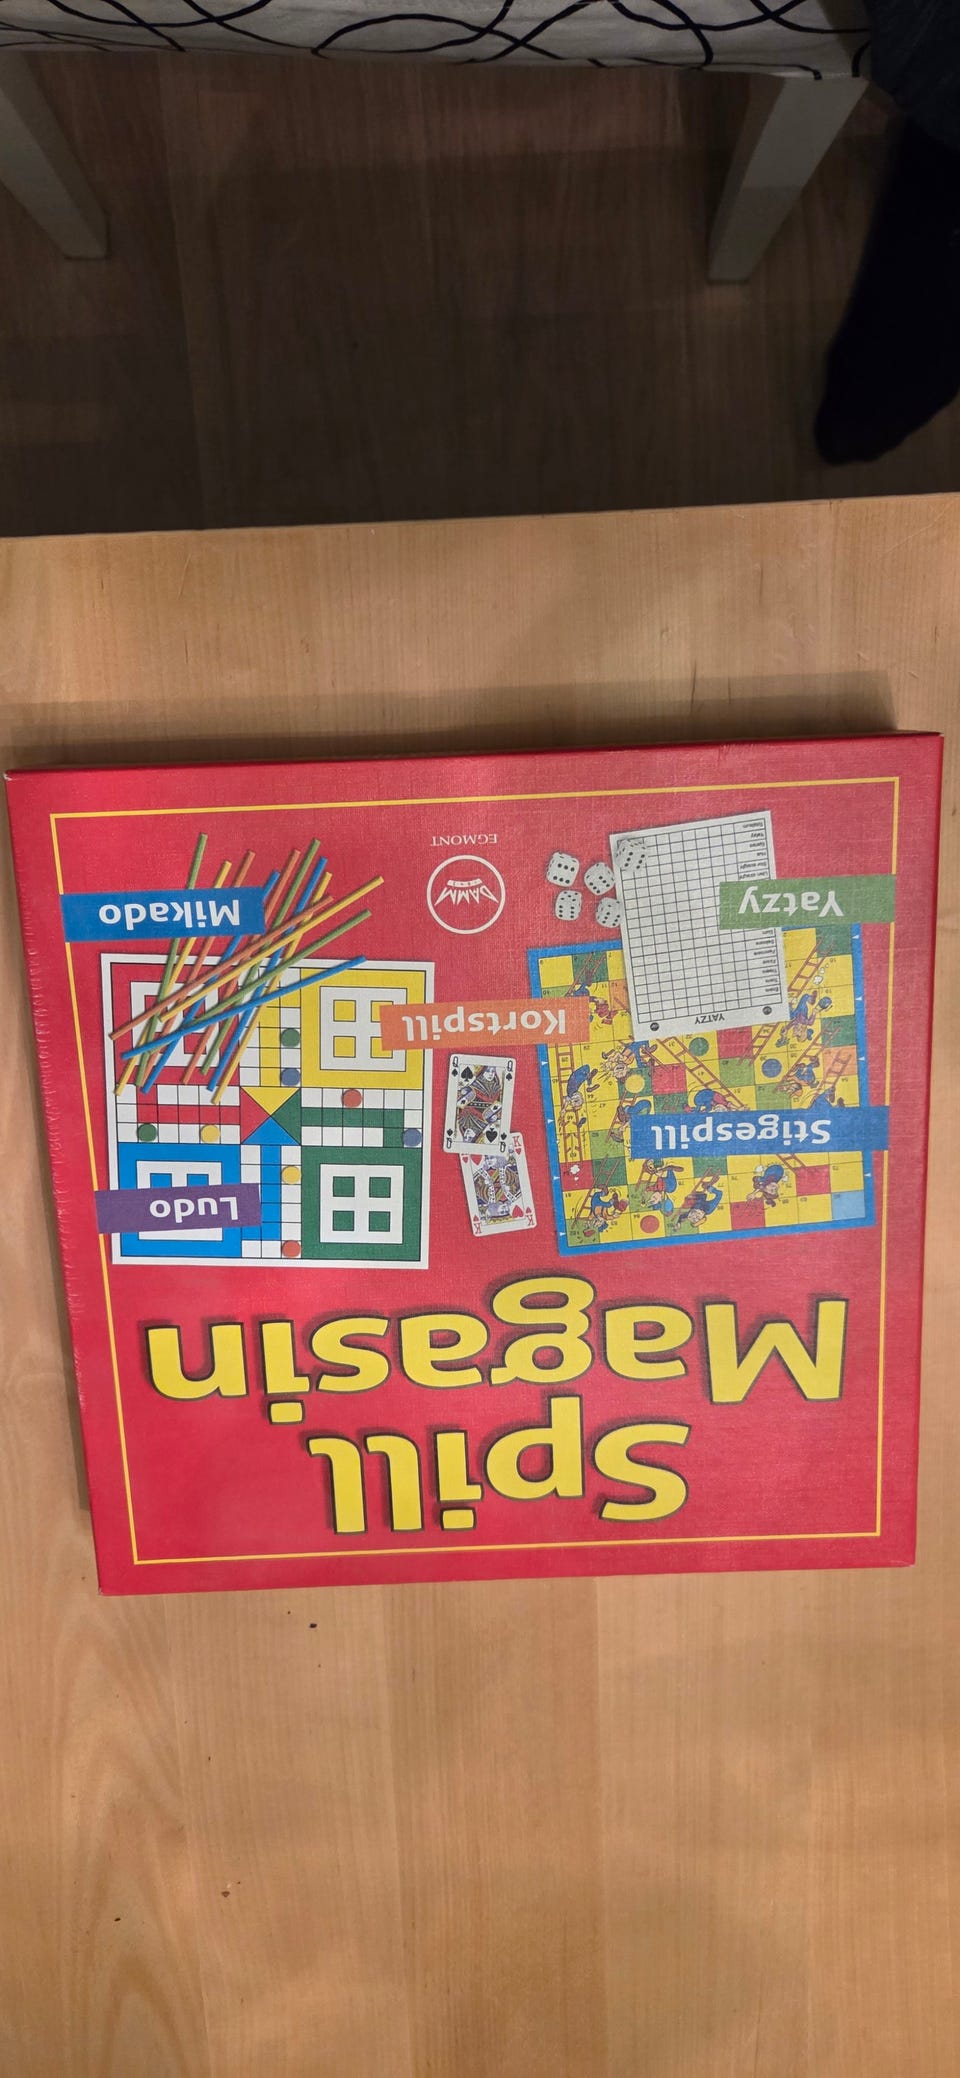 Spill
Magasin
Ludo
Stigespill
Kortspill
Mikado
Yatzy
YATZY
DAMM
EGMONT
K
K
Q
Q